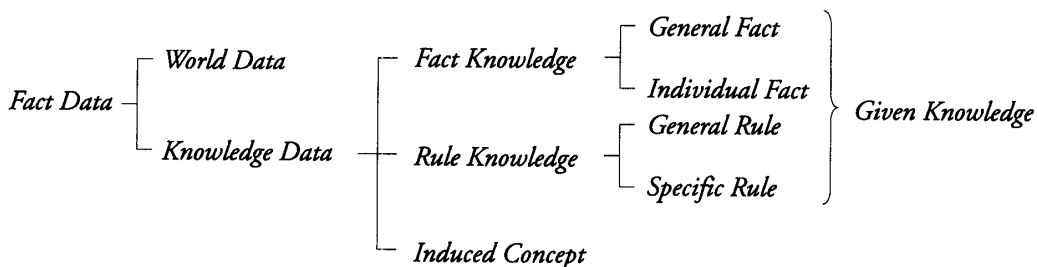 General Fact
World Data
Fact Knowledge
Individual Fact
Fact Data
Given Knowledge
General Rule
Knowledge Data
Rule Knowledge
Specific Rule
Induced Concept